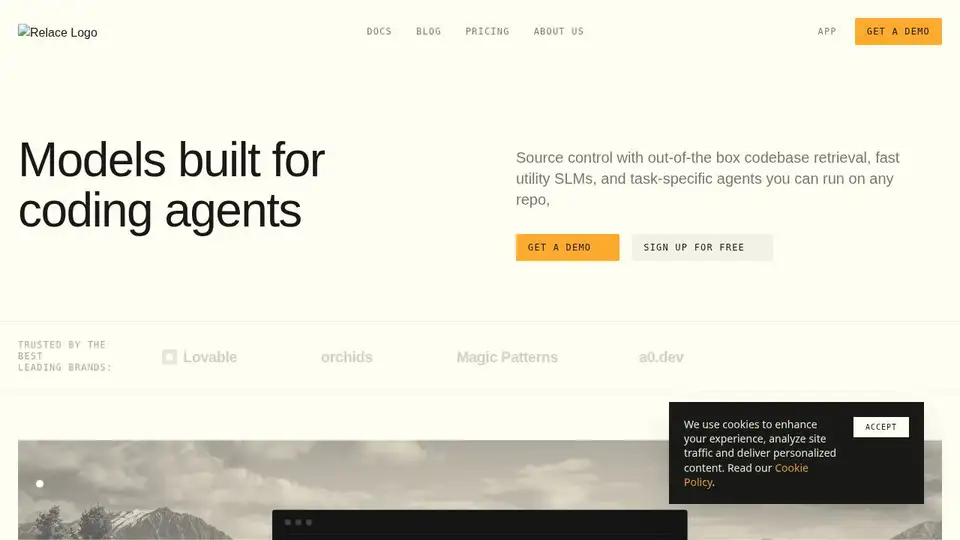 Relace Logo
DOCS
BLOG
PRICING
ABOUT US
APP
GET A DEMO
Models built for
coding agents
Source control with out-of-the box codebase retrieval, fast
utility SLMs, and task-specific agents you can run on any
repo,
GET A DEMO
SIGN UP FOR FREE
TRUSTED BY THE
BEST
LEADING BRANDS:
Lovable
orchids
Magic Patterns
a0.dev
We use cookies to enhance
your experience, analyze site
traffic and deliver personalized
content. Read our Cookie
Policy.
ACCEPT